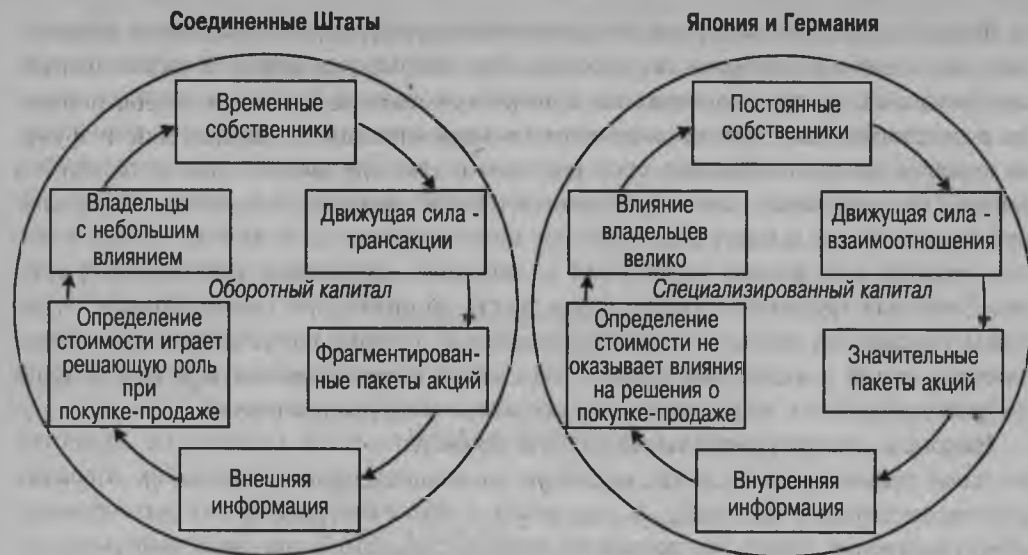 Соединенные Штаты
Временные
собственники
Владельцы
с небольшим
влиянием
Движущая сила -
трансакции
Оборотный капитал
Определение
стоимости играет
решающую роль
при
покупке-продаже
Фрагментирован-
ные пакеты акций
Внешняя
информация
Япония и Германия
Постоянные
собственники
Влияние
владельцев
велико
Движущая сила -
взаимоотношения
Специализированный капитал
Определение
стоимости не
оказывает влияния
на решения о
покупке-продаже
Значительные
пакеты акций
Внутренняя
информация